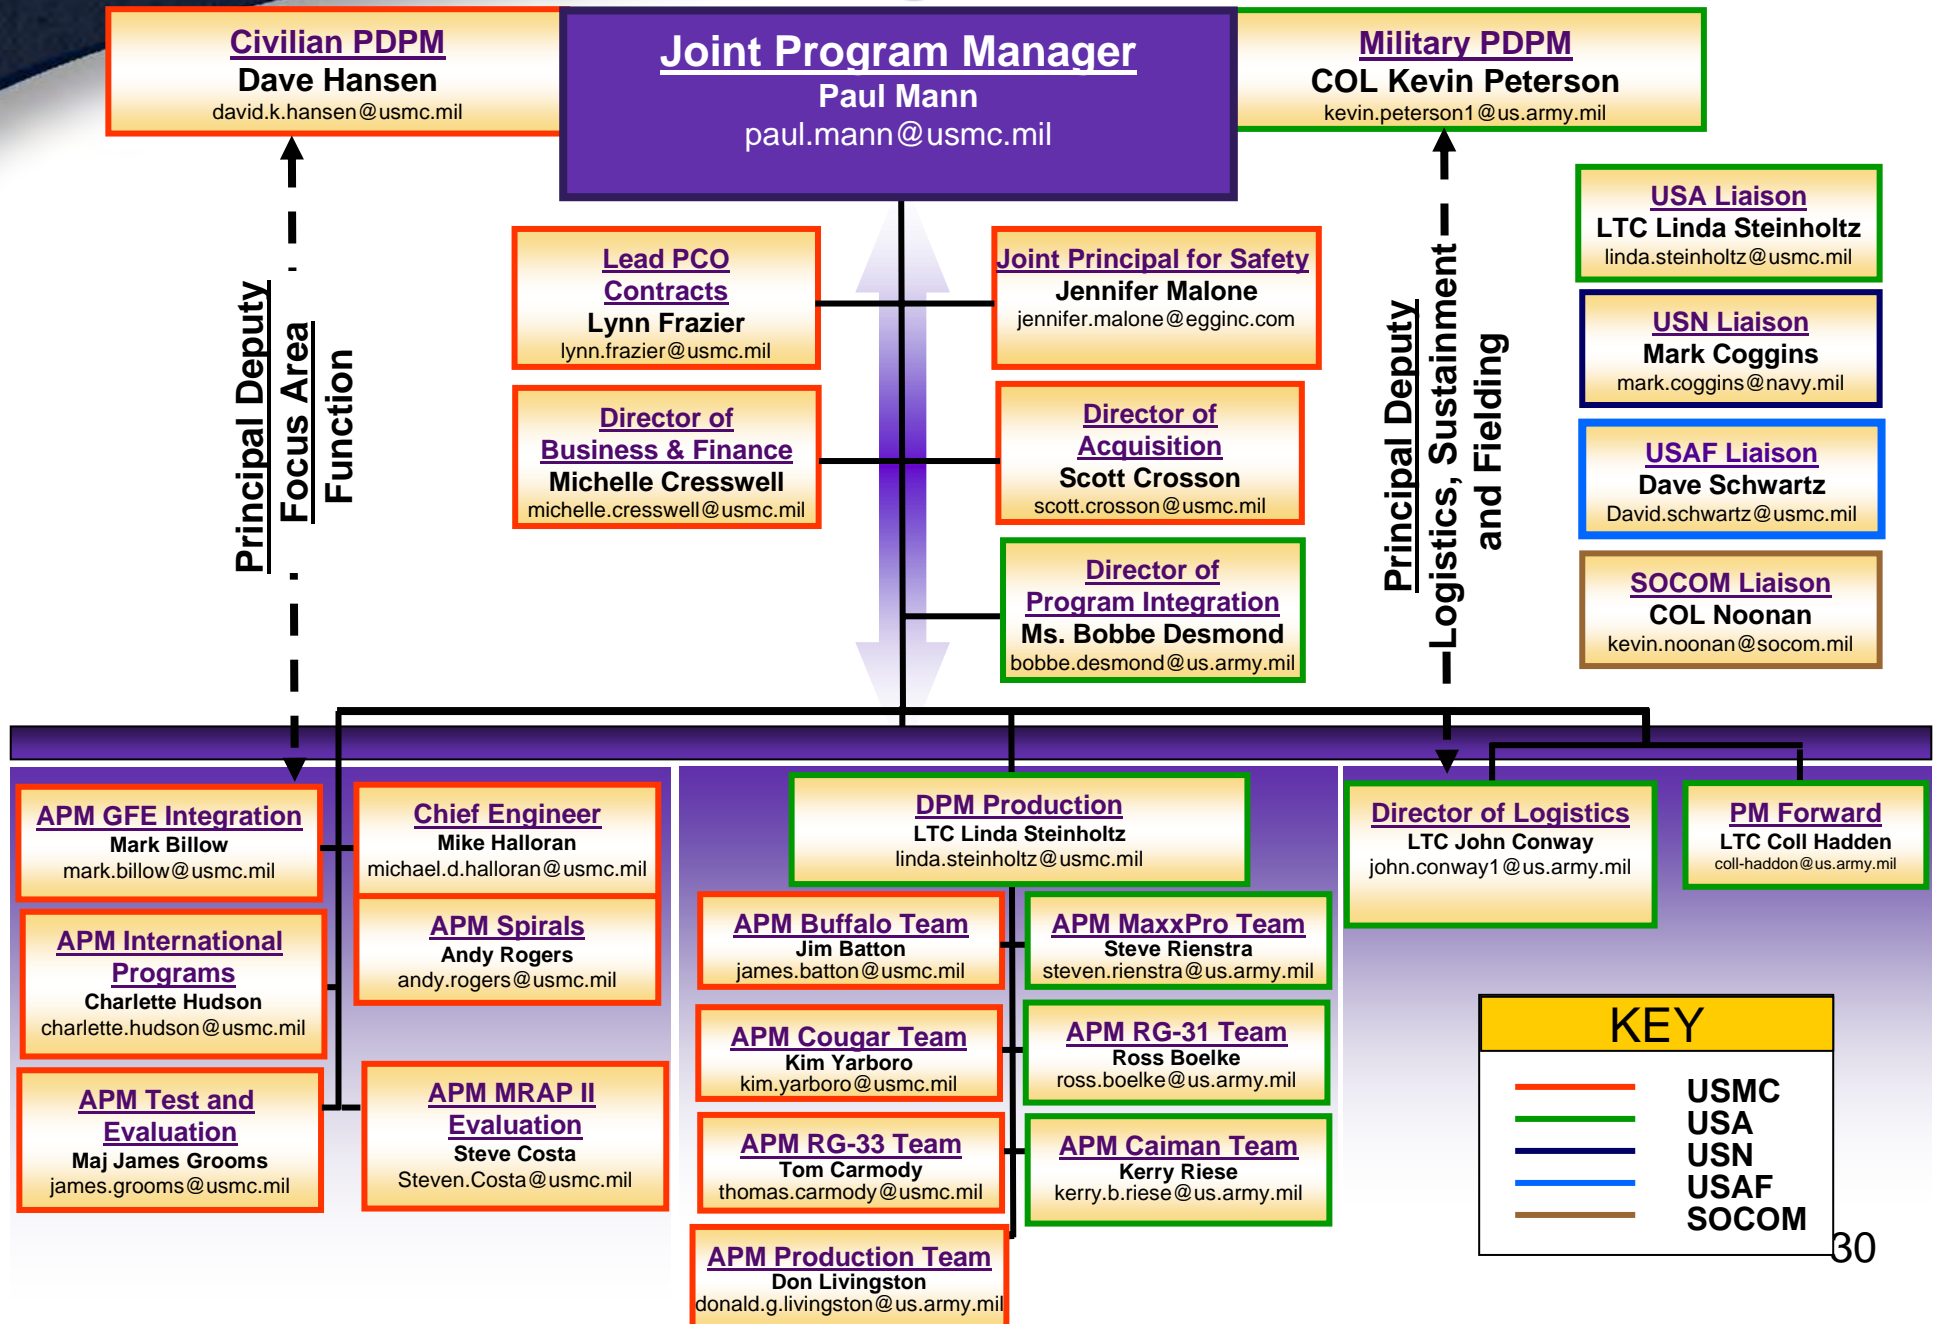 Civilian PDPM
Dave Hansen
david.k.hansen@usmc.mil
Joint Program Manager
Paul Mann
paul.mann@usmc.mil
Military PDPM
COL Kevin Peterson
kevin.peterson1@us.army.mil
Principal Deputy
Focus Area
Function
Lead PCO
Contracts
Lynn Frazier
lynn.frazier@usmc.mil
Joint Principal for Safety
Jennifer Malone
jennifer.malone@egginc.com
Director of
Business & Finance
Michelle Cresswell
michelle.cresswell@usmc.mil
Director of
Acquisition
Scott Crosson
scott.crosson@usmc.mil
Director of
Program Integration
Ms. Bobbe Desmond
bobbe.desmond@us.army.mil
Principal Deputy
Logistics, Sustainment
and Fielding
USA Liaison
LTC Linda Steinholtz
linda.steinholtz@usmc.mil
USN Liaison
Mark Coggins
mark.coggins@navy.mil
USAF Liaison
Dave Schwartz
David.schwartz@usmc.mil
SOCOM Liaison
COL Noonan
kevin.noonan@socom.mil
APM GFE Integration
Mark Billow
mark.billow@usmc.mil
Chief Engineer
Mike Halloran
michael.d.halloran@usmc.mil
APM International
Programs
Charlette Hudson
charlette.hudson@usmc.mil
APM Spirals
Andy Rogers
andy.rogers@usmc.mil
APM Test and
Evaluation
Maj James Grooms
james.grooms@usmc.mil
APM MRAP II
Evaluation
Steve Costa
Steven.Costa@usmc.mil
DPM Production
LTC Linda Steinholtz
linda.steinholtz@usmc.mil
APM Buffalo Team
Jim Batton
james.batton@usmc.mil
APM MaxxPro Team
Steve Rienstra
steven.rienstra@us.army.mil
APM Cougar Team
Kim Yarboro
kim.yarboro@usmc.mil
APM RG-31 Team
Ross Boelke
ross.boelke@us.army.mil
APM RG-33 Team
Tom Carmody
thomas.carmody@usmc.mil
APM Caiman Team
Kerry Riese
kerry.b.riese@us.army.mil
APM Production Team
Don Livingston
donald.g.livingston@us.army.mil
Director of Logistics
LTC John Conway
john.conway1@us.army.mil
PM Forward
LTC Coll Hadden
coll-haddon@us.army.mil
KEY
USMC
USA
USN
USAF
SOCOM
30